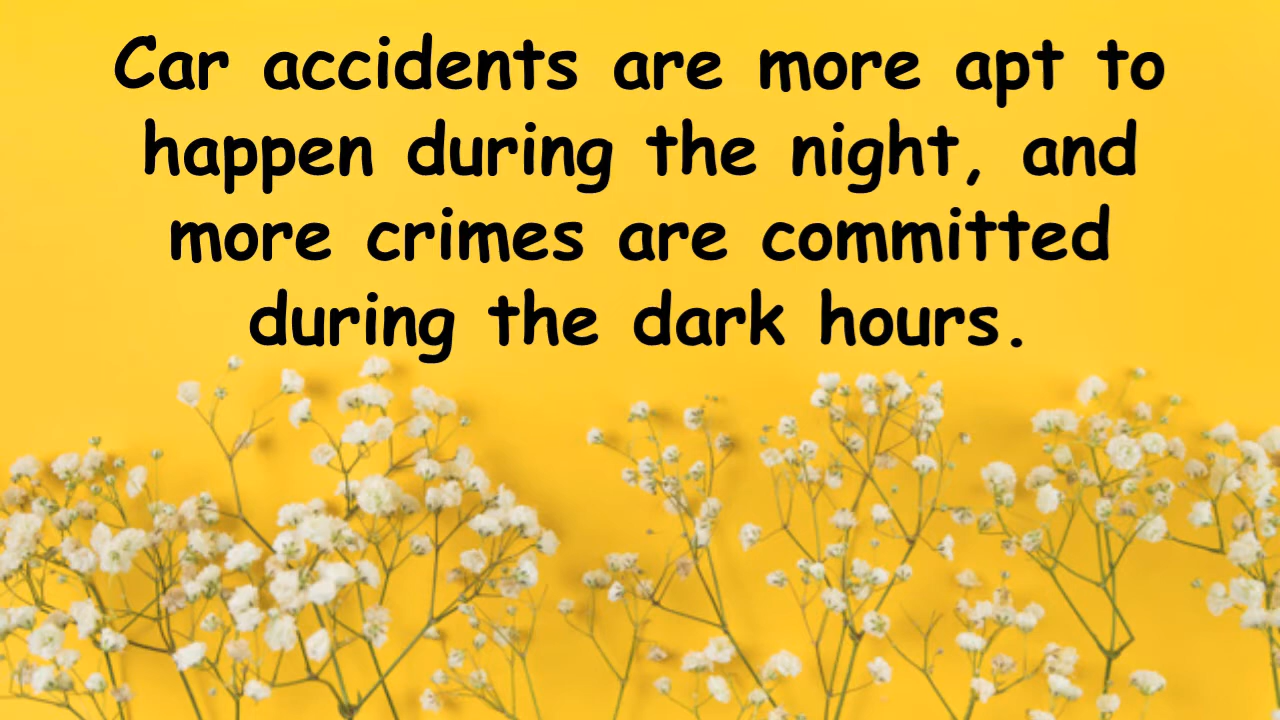 Car accidents are more apt to
happen during the night, and
more crimes are committed
during the dark hours.